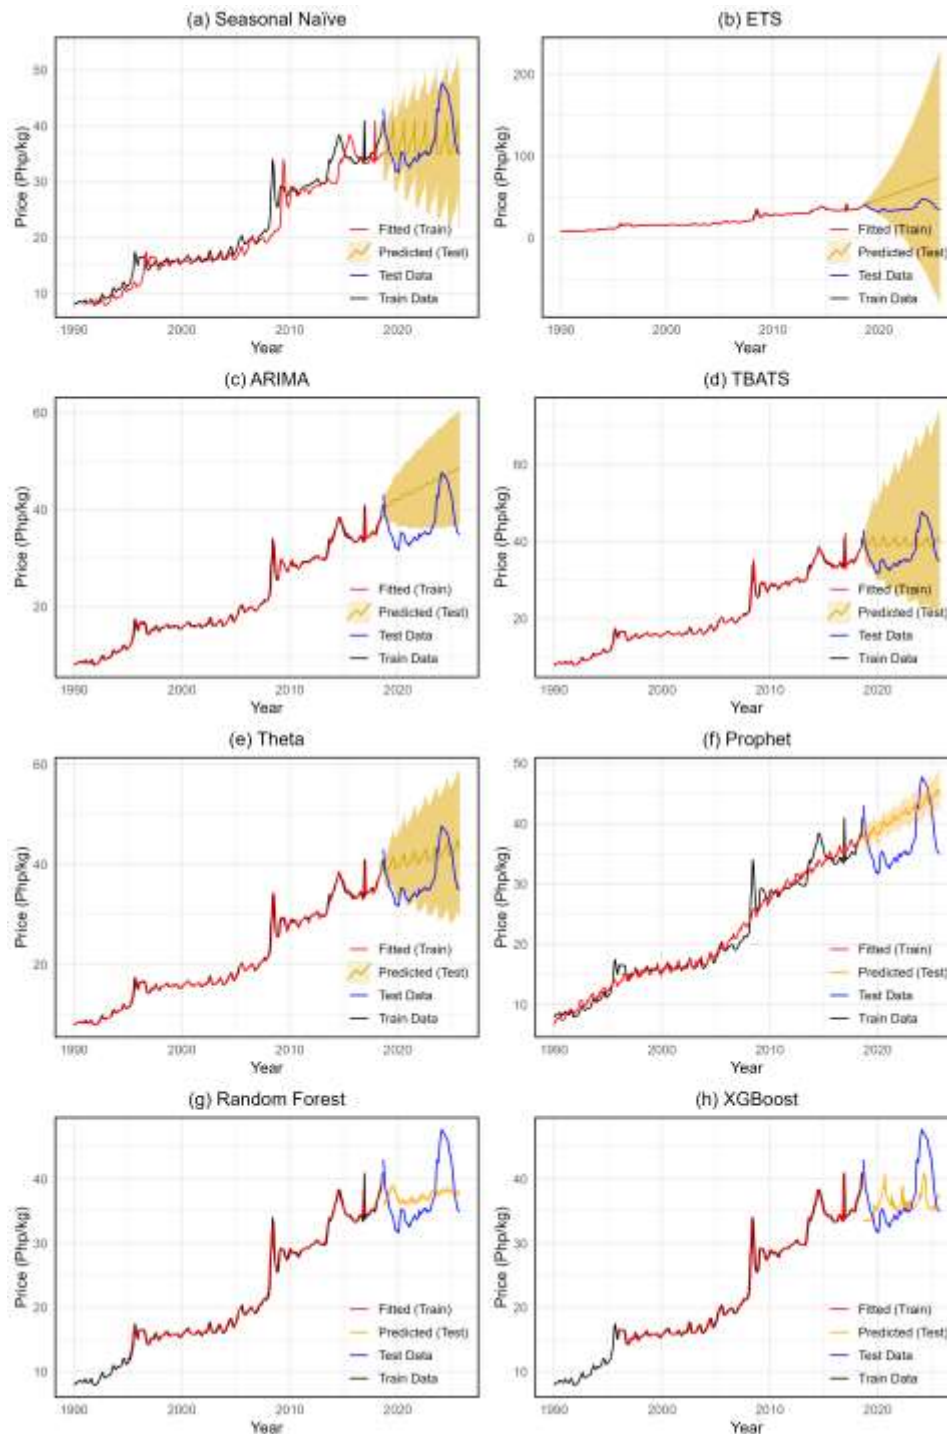 (a) Seasonal Naïve
Price (Php/kg)
50
40
30
20
10
Fitted (Train)
Predicted (Test)
Test Data
Train Data
1990 2000 2010 2020
Year
(b) ETS
Price (Php/kg)
200
100
0
Fitted (Train)
Predicted (Test)
Test Data
Train Data
1990 2000 2010 2020
Year
(c) ARIMA
Price (Php/kg)
60
40
20
Fitted (Train)
Predicted (Test)
Test Data
Train Data
1990 2000 2010 2020
Year
(d) TBATS
Price (Php/kg)
60
40
20
Fitted (Train)
Predicted (Test)
Test Data
Train Data
1990 2000 2010 2020
Year
(e) Theta
Price (Php/kg)
60
40
20
Fitted (Train)
Predicted (Test)
Test Data
Train Data
1990 2000 2010 2020
Year
(f) Prophet
Price (Php/kg)
50
40
30
20
10
Fitted (Train)
Predicted (Test)
Test Data
Train Data
1990 2000 2010 2020
Year
(g) Random Forest
Price (Php/kg)
40
30
20
10
Fitted (Train)
Predicted (Test)
Test Data
Train Data
1990 2000 2010 2020
Year
(h) XGBoost
Price (Php/kg)
40
30
20
10
Fitted (Train)
Predicted (Test)
Test Data
Train Data
1990 2000 2010 2020
Year